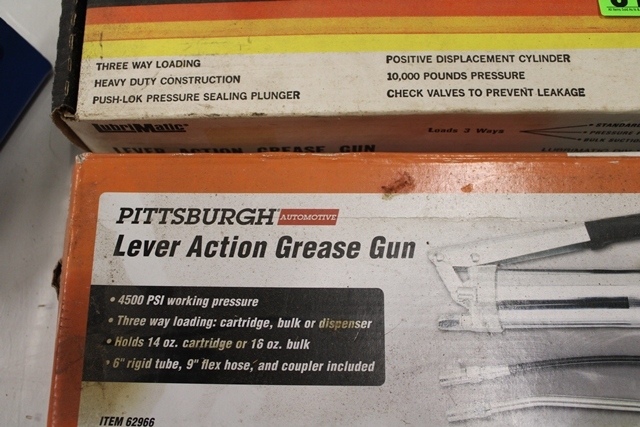 THREE WAY LOADING
HEAVY DUTY CONSTRUCTION
PUSH-LOK PRESSURE SEALING PLUNGER
POSITIVE DISPLACEMENT CYLINDER
10,000 POUNDS PRESSURE
CHECK VALVES TO PREVENT LEAKAGE
LubriMatic
LEVER ACTION GREASE GUN
Loads 3 Ways
PITTSBURGH AUTOMOTIVE
Lever Action Grease Gun
• 4500 PSI working pressure
• Three way loading: cartridge, bulk or dispenser
• Holds 14 oz. cartridge or 16 oz. bulk
• 6" rigid tube, 9" flex hose, and coupler included
ITEM 62966